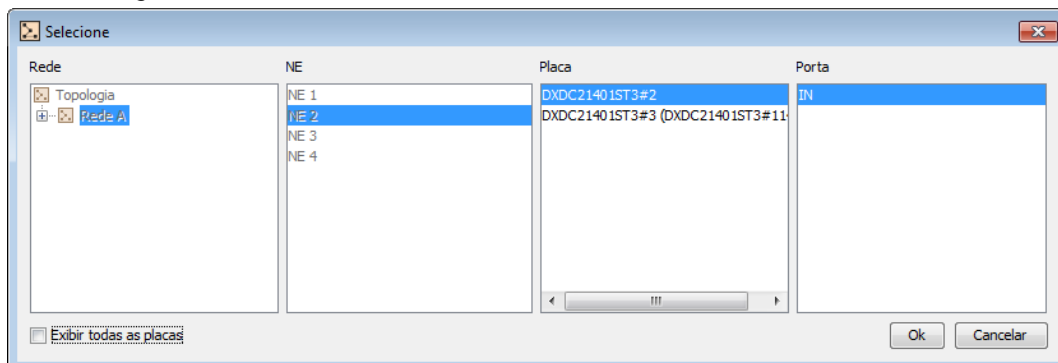 Selecione
Rede NE Placa Porta
Topologia NE 1 DXDC21401ST3#2 IN
Rede A NE 2 DXDC21401ST3#3 (DXDC21401ST3#11
NE 3
NE 4
Exibir todas as placas Ok Cancelar